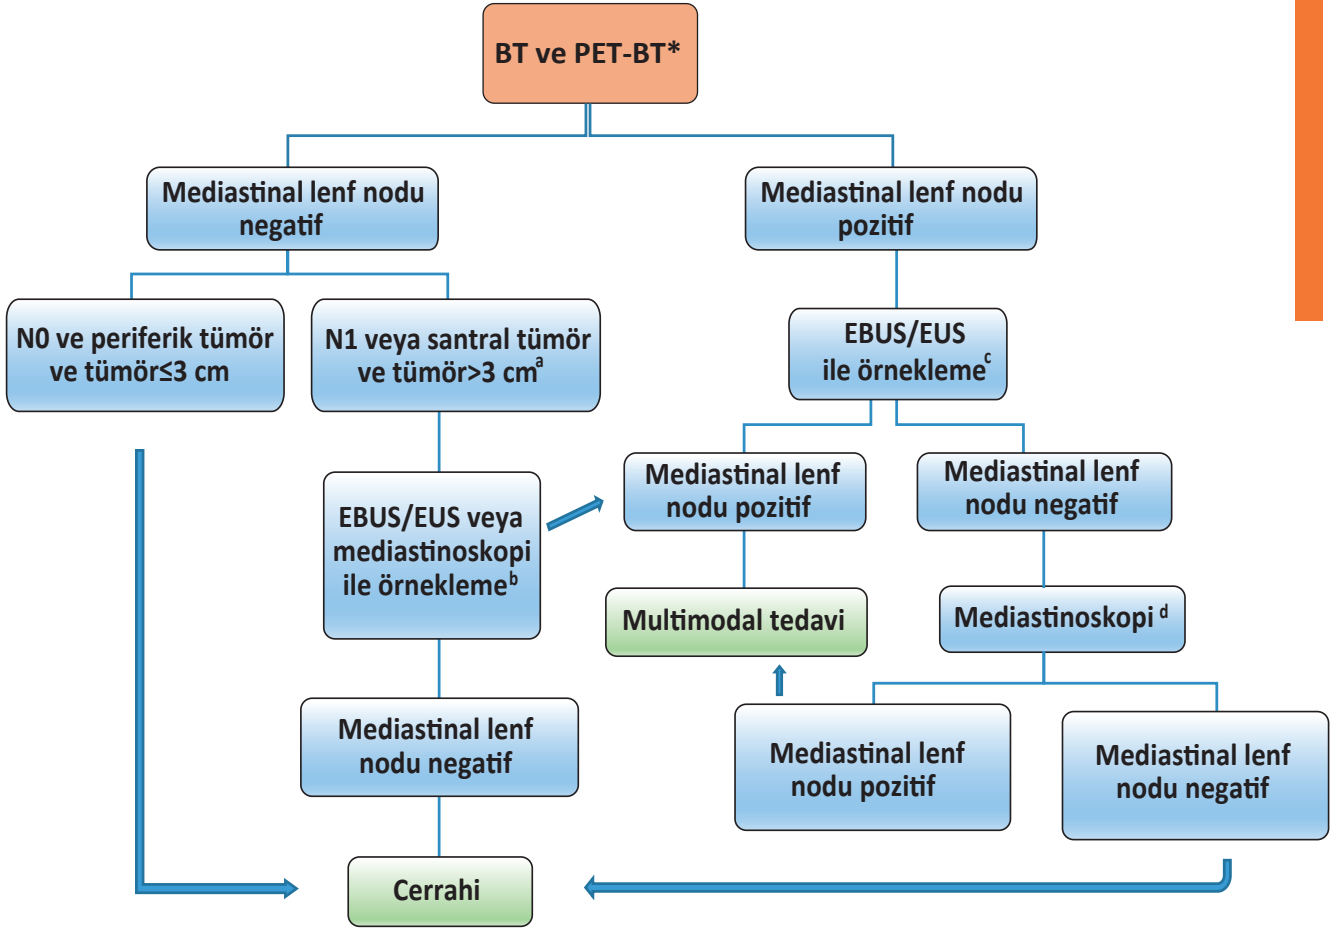 BT ve PET-BT*
Mediastinal lenf nodu
negatif
Mediastinal lenf nodu
pozitif
N0 ve periferik tümör
ve tümör≤3 cm
N1 veya santral tümör
ve tümör>3 cmᵃ
EBUS/EUS
ile örneklemeᶜ
EBUS/EUS veya
mediastinoskopi
ile örneklemeᵇ
Mediastinal lenf
nodu pozitif
Mediastinal lenf
nodu negatif
Multimodal tedavi
Mediastinoskopi ᵈ
Mediastinal lenf
nodu negatif
Mediastinal lenf
nodu pozitif
Mediastinal lenf
nodu negatif
Cerrahi